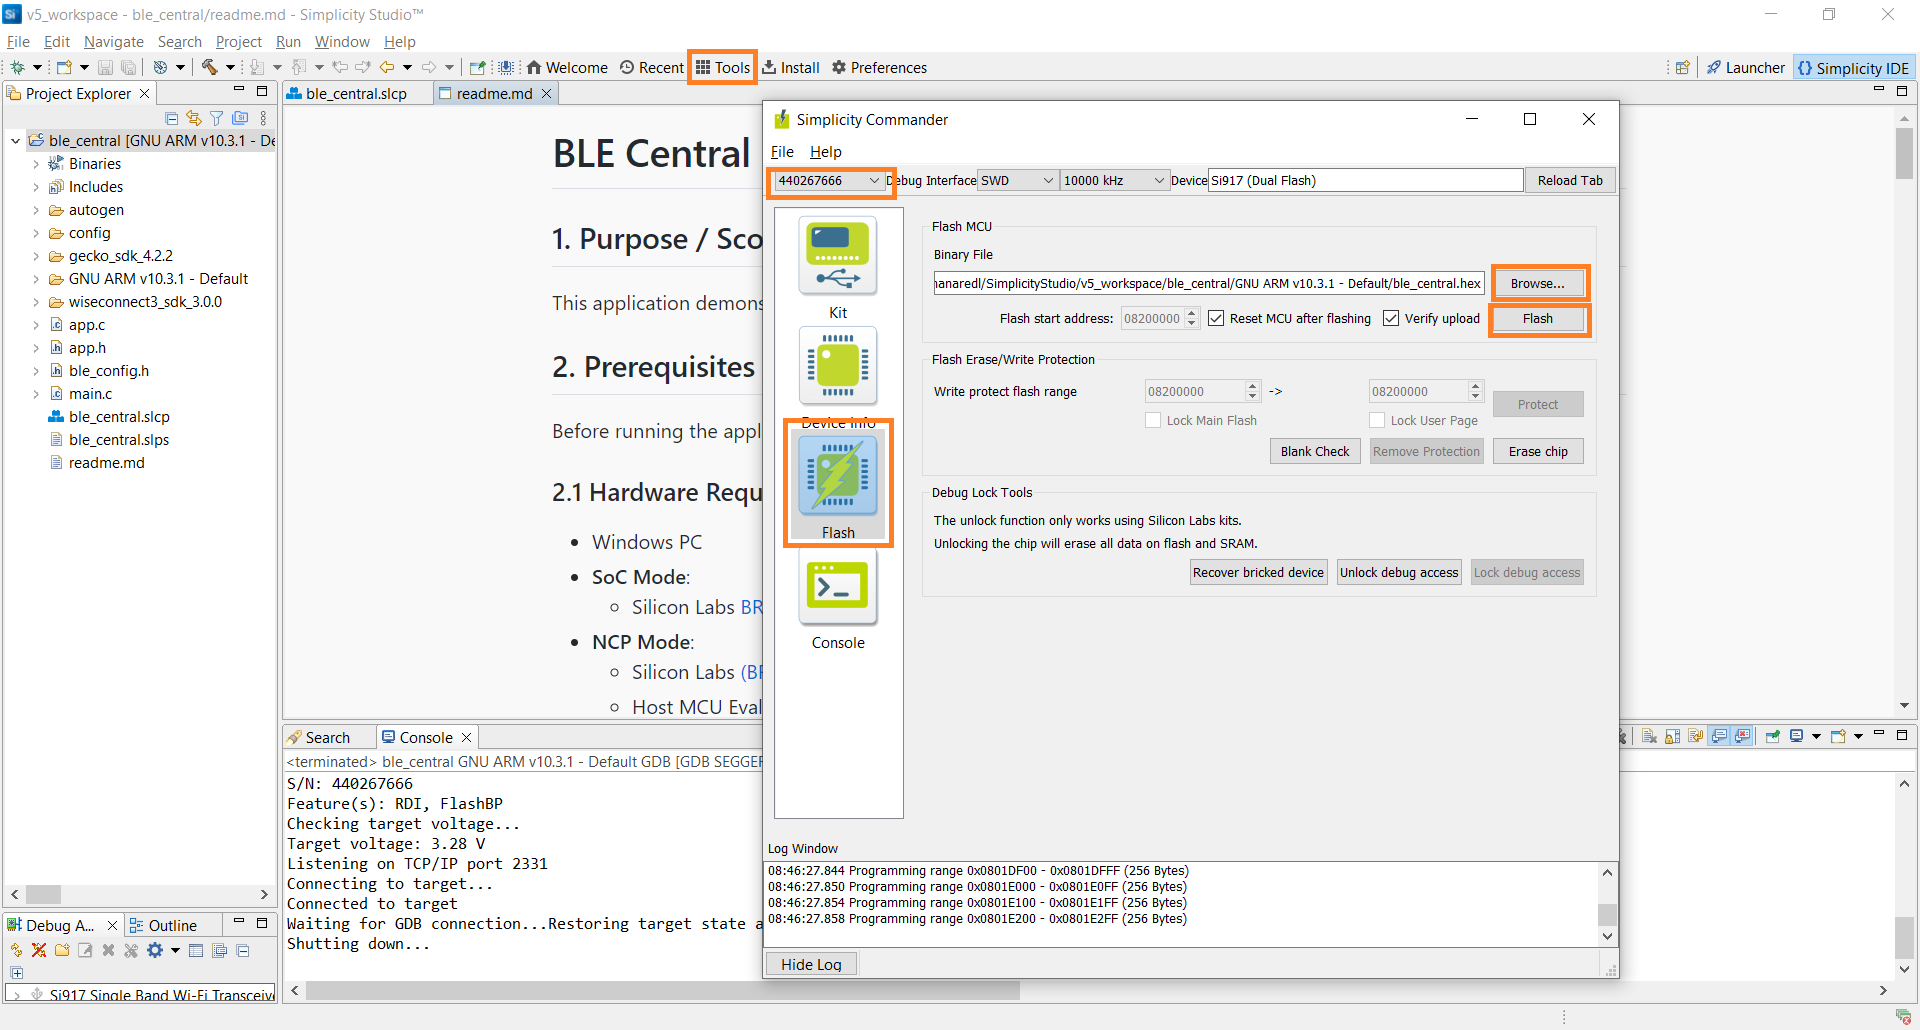 v5_workspace - ble_central/readme.md - Simplicity Studio™
File Edit Navigate Search Project Run Window Help
Welcome Recent Tools Install Preferences Launcher Simplicity IDE
Project Explorer
ble_central [GNU ARM v10.3.1 - De
Binaries
Includes
autogen
config
gecko_sdk_4.2.2
GNU ARM v10.3.1 - Default
wiseconnect3_sdk_3.0.0
app.c
app.h
ble_config.h
main.c
ble_central.slcp
ble_central.slps
readme.md
Debug A... Outline
Si917 Single Band Wi-Fi Transceive
ble_central.slcp readme.md
BLE Central
1. Purpose / Sco
This application demons
2. Prerequisites
Before running the appl
2.1 Hardware Requ
Windows PC
SoC Mode:
Silicon Labs BR
NCP Mode:
Silicon Labs (BR
Host MCU Eval
Search Console
<terminated> ble_central GNU ARM v10.3.1 - Default GDB [GDB SEGGER
S/N: 440267666
Feature(s): RDI, FlashBP
Checking target voltage...
Target voltage: 3.28 V
Listening on TCP/IP port 2331
Connecting to target...
Connected to target
Waiting for GDB connection...Restoring target state a
Shutting down...
Simplicity Commander
File Help
440267666 Debug Interface SWD 10000 kHz Device Si917 (Dual Flash) Reload Tab
Kit
Device Info
Flash
Console
Flash MCU
Binary File
anaredl/SimplicityStudio/v5_workspace/ble_central/GNU ARM v10.3.1 - Default/ble_central.hex Browse...
Flash start address: 08200000 Reset MCU after flashing Verify upload Flash
Flash Erase/Write Protection
Write protect flash range 08200000 -> 08200000 Protect
Lock Main Flash Lock User Page
Blank Check Remove Protection Erase chip
Debug Lock Tools
The unlock function only works using Silicon Labs kits.
Unlocking the chip will erase all data on flash and SRAM.
Recover bricked device Unlock debug access Lock debug access
Log Window
08:46:27.844 Programming range 0x0801DF00 - 0x0801DFFF (256 Bytes)
08:46:27.850 Programming range 0x0801E000 - 0x0801E0FF (256 Bytes)
08:46:27.854 Programming range 0x0801E100 - 0x0801E1FF (256 Bytes)
08:46:27.858 Programming range 0x0801E200 - 0x0801E2FF (256 Bytes)
Hide Log